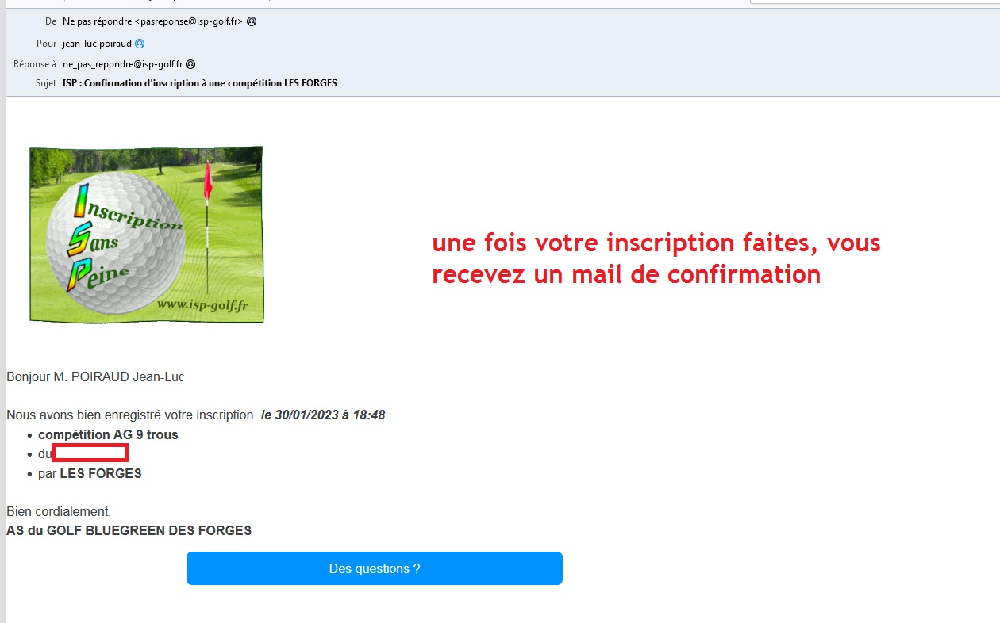 De Ne pas répondre <pasreponse@isp-golf.fr>
Pour jean-luc poiraud
Réponse à ne_pas_repondre@isp-golf.fr
Sujet ISP : Confirmation d'inscription à une compétition LES FORGES
Inscription
Sans
Peine
www.isp-golf.fr
une fois votre inscription faites, vous
recevez un mail de confirmation
Bonjour M. POIRAUD Jean-Luc
Nous avons bien enregistré votre inscription le 30/01/2023 à 18:48
• compétition AG 9 trous
• du
• par LES FORGES
Bien cordialement,
AS du GOLF BLUEGREEN DES FORGES
Des questions ?